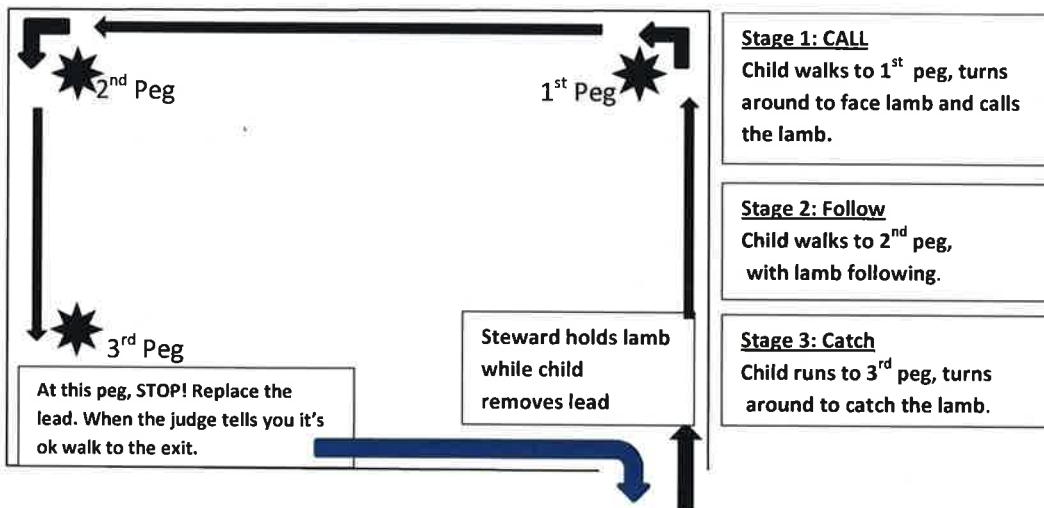 2nd Peg
1st Peg
3rd Peg
At this peg, STOP! Replace the
lead. When the judge tells you it's
ok walk to the exit.
Steward holds lamb
while child
removes lead
Stage 1: CALL
Child walks to 1st peg, turns
around to face lamb and calls
the lamb.
Stage 2: Follow
Child walks to 2nd peg,
with lamb following.
Stage 3: Catch
Child runs to 3rd peg, turns
around to catch the lamb.